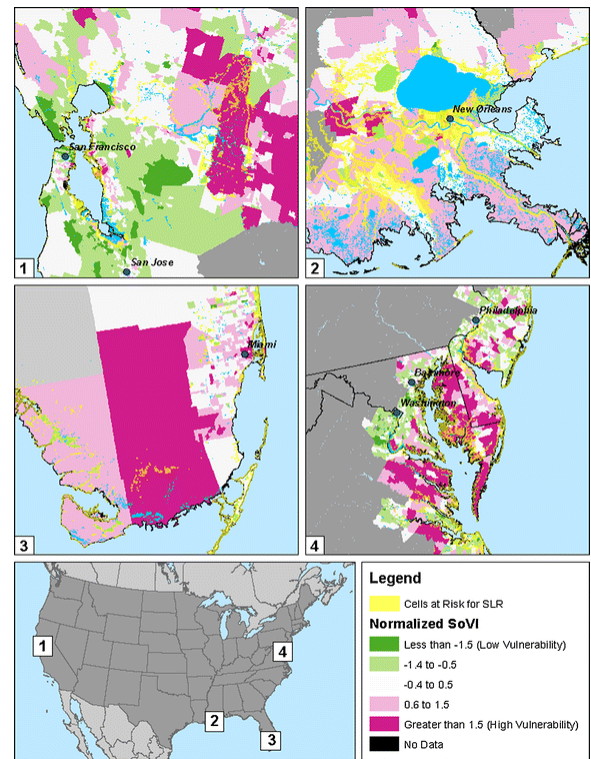 San Francisco
San Jose
1
New Orleans
2
Miami
3
Philadelphia
Baltimore
Washington
4
1
4
2
3
Legend
Cells at Risk for SLR
Normalized SoVI
Less than -1.5 (Low Vulnerability)
-1.4 to -0.5
-0.4 to 0.5
0.6 to 1.5
Greater than 1.5 (High Vulnerability)
No Data